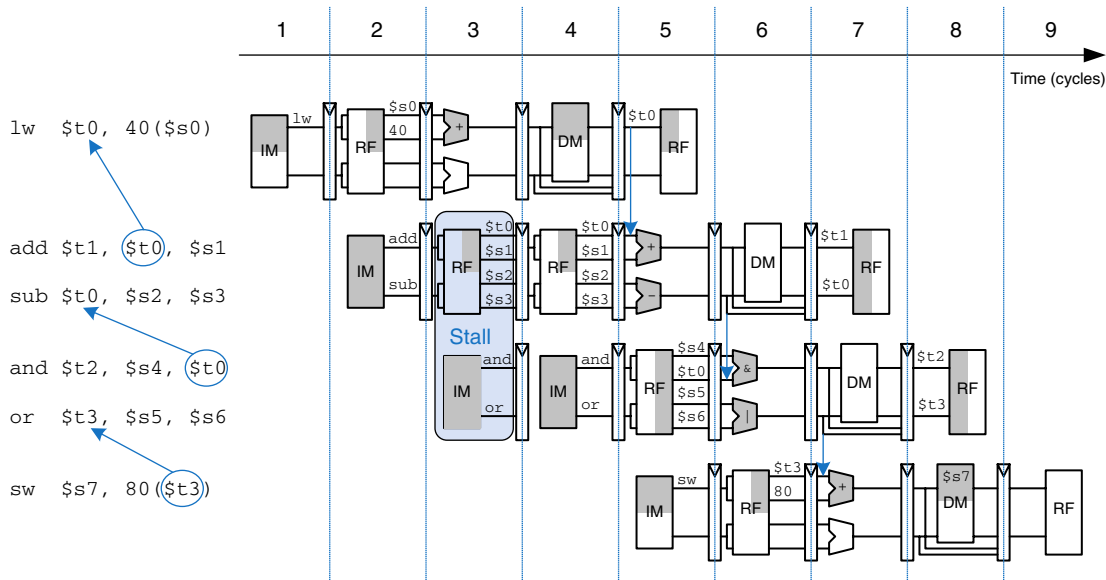 1 2 3 4 5 6 7 8 9
Time (cycles)
lw $t0, 40($s0)
IM lw RF $s0 40 + DM $t0 RF
add $t1, $t0, $s1
sub $t0, $s2, $s3
IM add sub RF $t0 $s1 $s2 $s3 RF $t0 $s1 $s2 $s3 + - DM $t1 $t0 RF
Stall
and $t2, $s4, $t0
or $t3, $s5, $s6
IM and or IM and or RF $s4 $t0 $s5 $s6 & | DM $t2 $t3 RF
sw $s7, 80($t3)
IM sw RF $t3 80 + $s7 DM RF